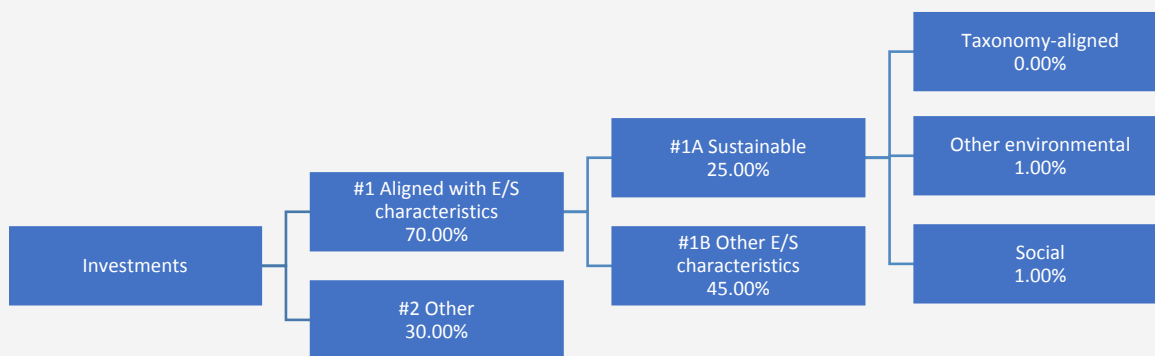 Investments
#1 Aligned with E/S
characteristics
70.00%
#2 Other
30.00%
#1A Sustainable
25.00%
#1B Other E/S
characteristics
45.00%
Taxonomy-aligned
0.00%
Other environmental
1.00%
Social
1.00%